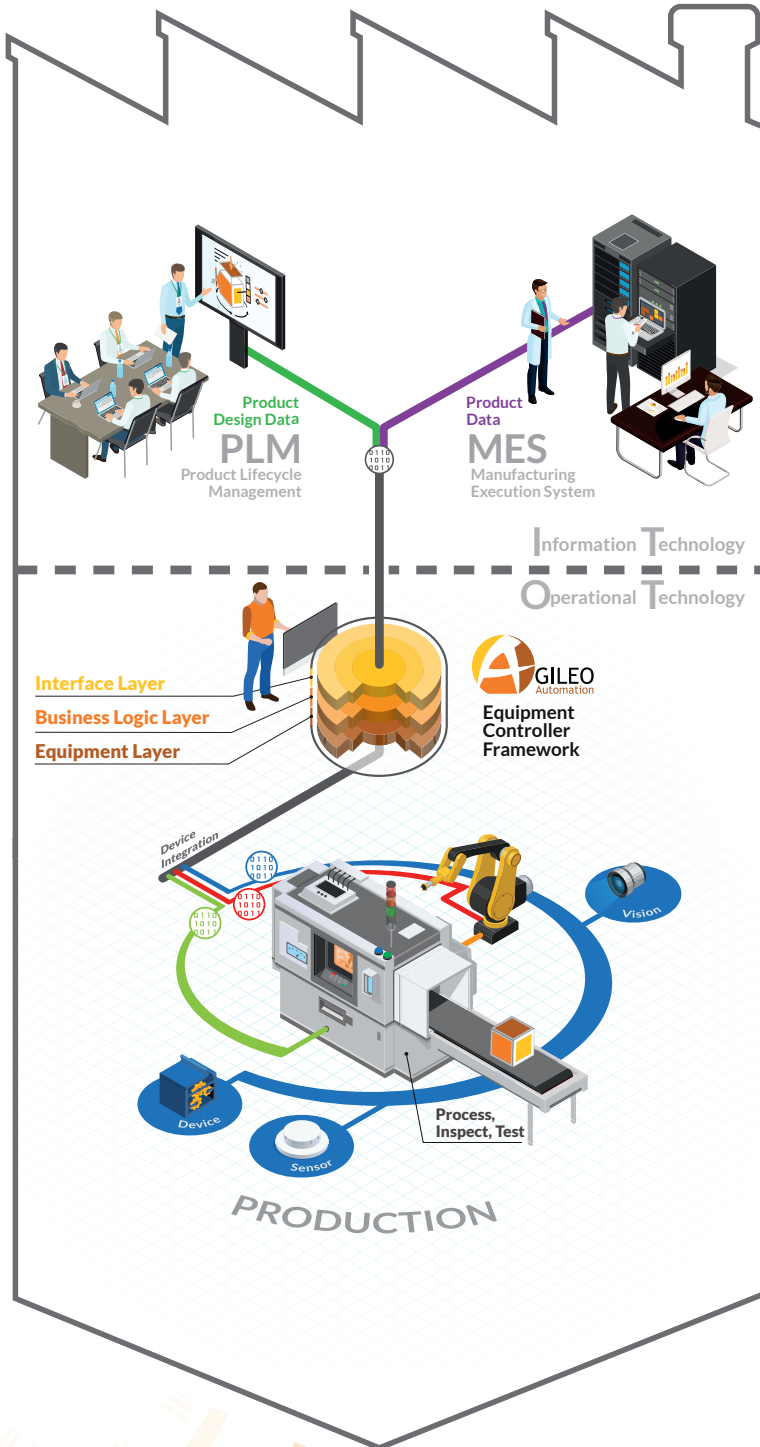 Product
Design Data
PLM
Product Lifecycle
Management
Product
Data
MES
Manufacturing
Execution System
0110
1010
0011
Information Technology
Operational Technology
Interface Layer
Business Logic Layer
Equipment Layer
AGILEO
Automation
Equipment
Controller
Framework
Device
Integration
0110
1010
0011
0110
1010
0011
0110
1010
0011
Vision
Device
Sensor
Process,
Inspect, Test
PRODUCTION